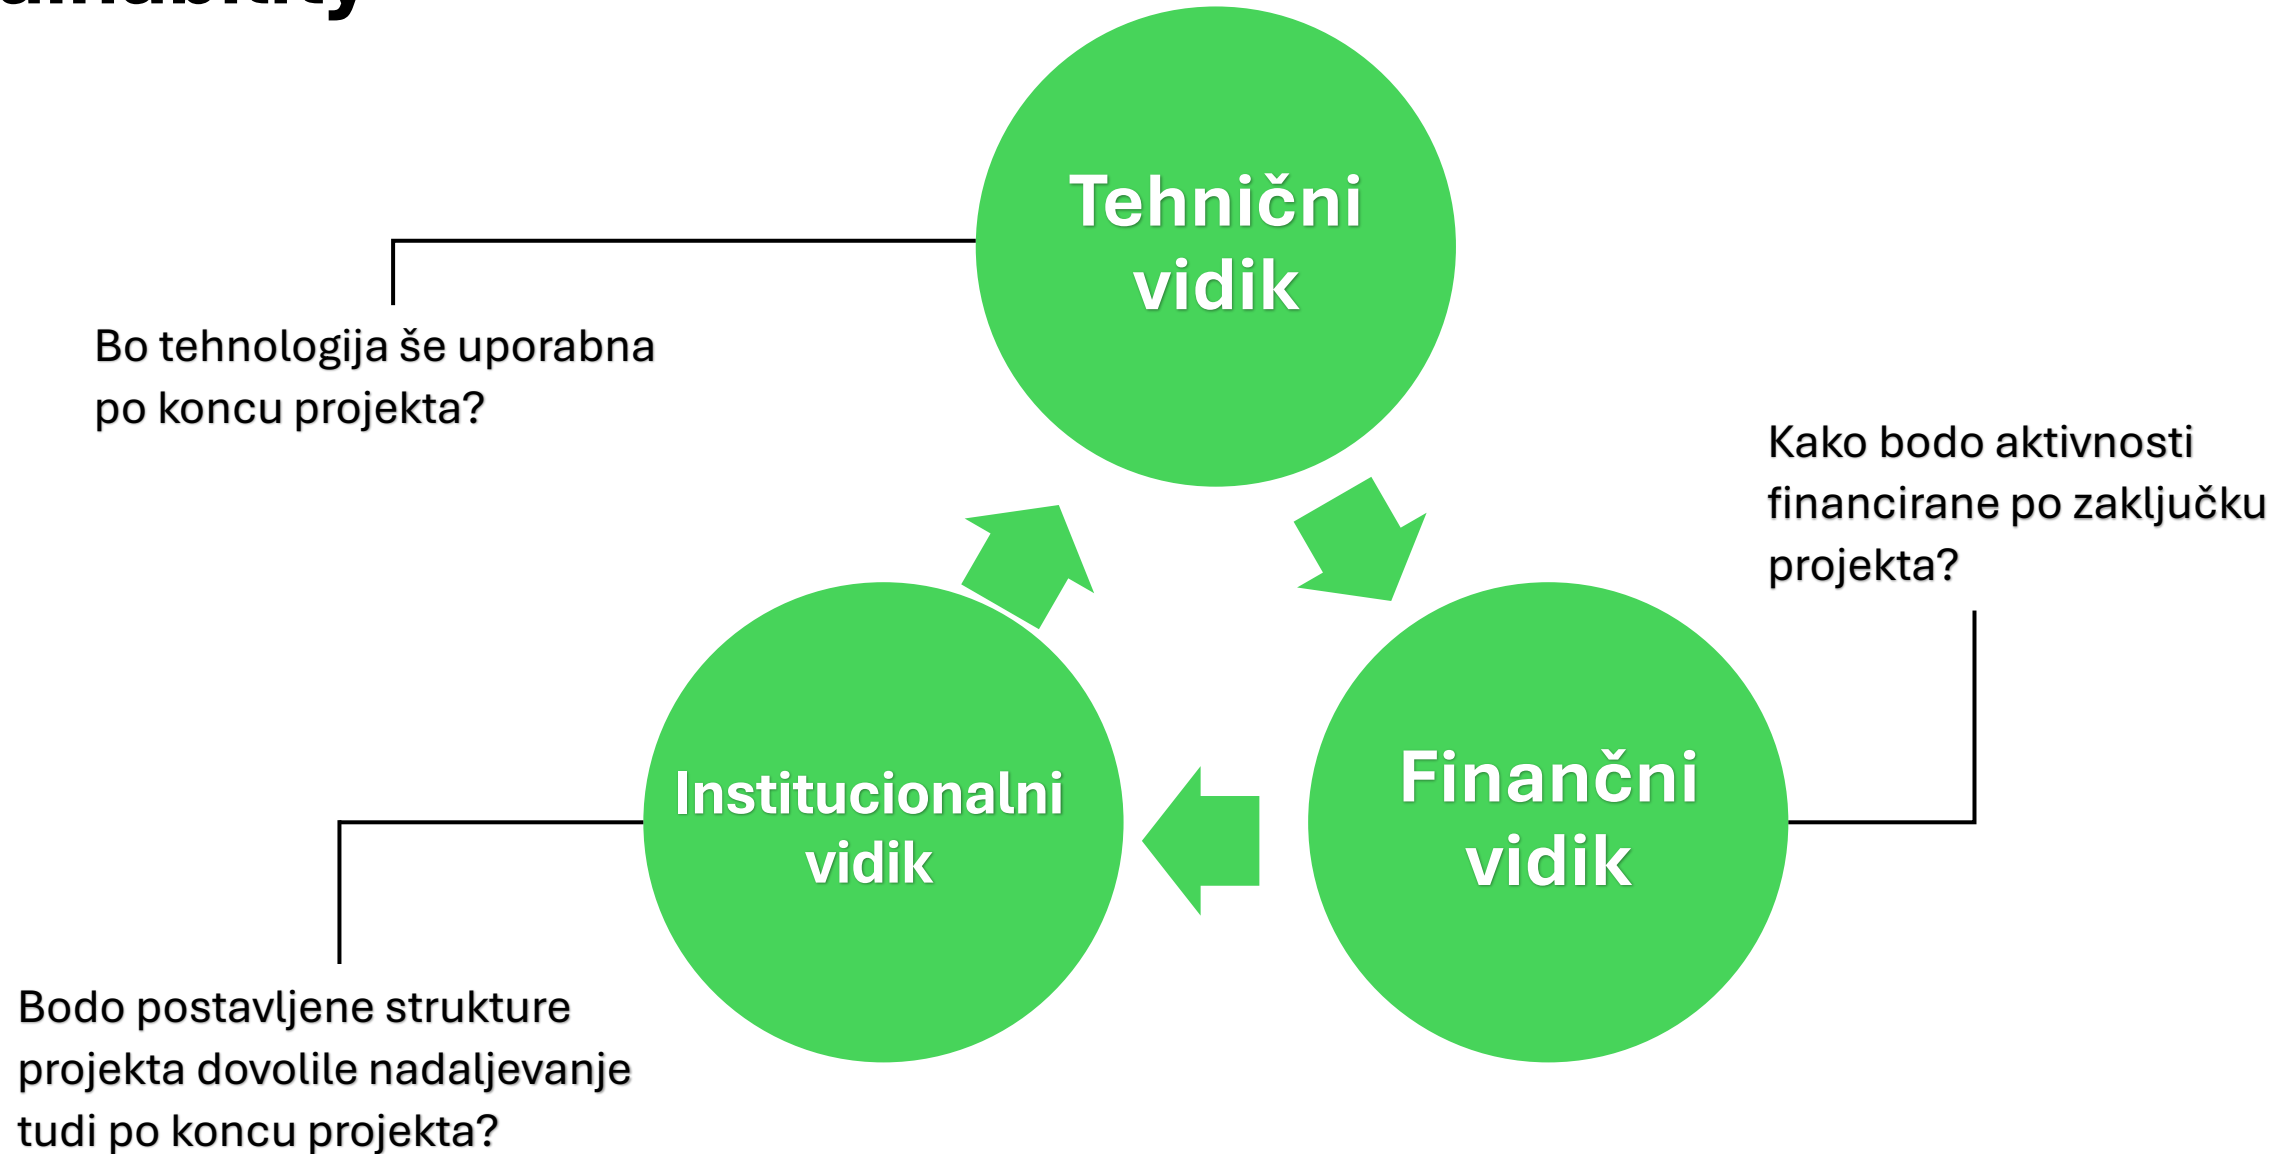 Tehnični
vidik
Bo tehnologija še uporabna
po koncu projekta?
Kako bodo aktivnosti
financirane po zaključku
projekta?
Institucionalni
vidik
Finančni
vidik
Bodo postavljene strukture
projekta dovolile nadaljevanje
tudi po koncu projekta?